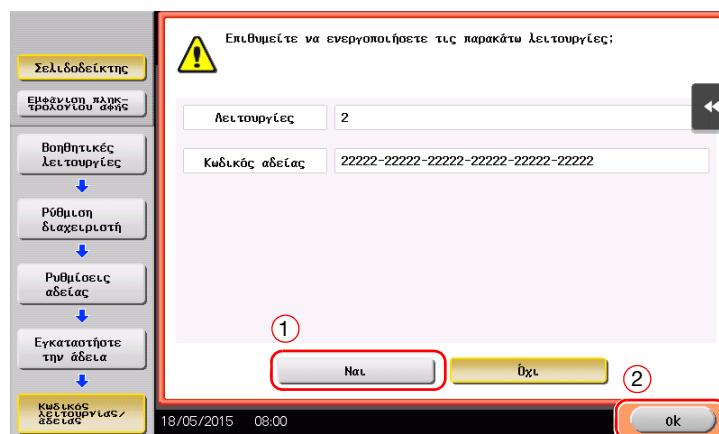 Επιθυμείτε να ενεργοποιήσετε τις παρακάτω λειτουργίες;
Σελιδοδείκτης
Εμφάνιση πληκ-
τρολογίου αφής
Λειτουργίες
2
Βοηθητικές
λειτουργίες
Κωδικός αδείας
22222-22222-22222-22222-22222-22222
Ρύθμιση
διαχειριστή
Ρυθμίσεις
αδείας
1
Εγκαταστήστε
την άδεια
Ναι
Όχι
2
Κωδικός
λειτουργίας/
άδειας
18/05/2015 08:00
ok